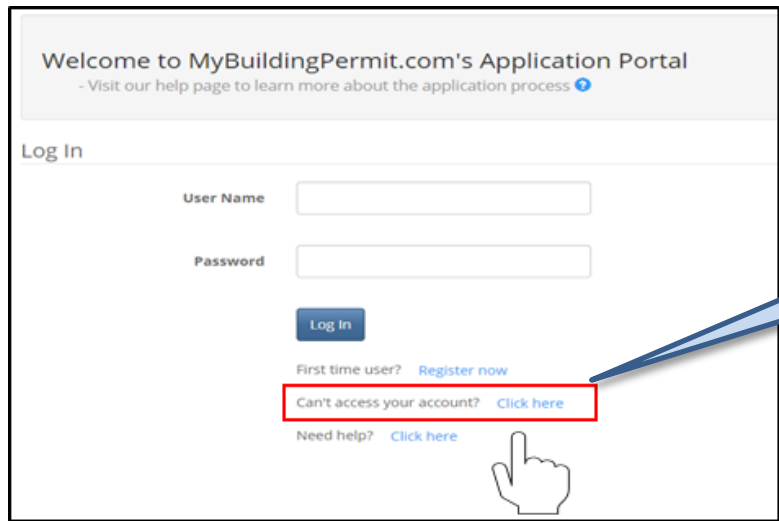 Welcome to MyBuildingPermit.com's Application Portal
- Visit our help page to learn more about the application process ?
Log In
User Name
Password
Log In
First time user? Register now
Can't access your account? Click here
Need help? Click here